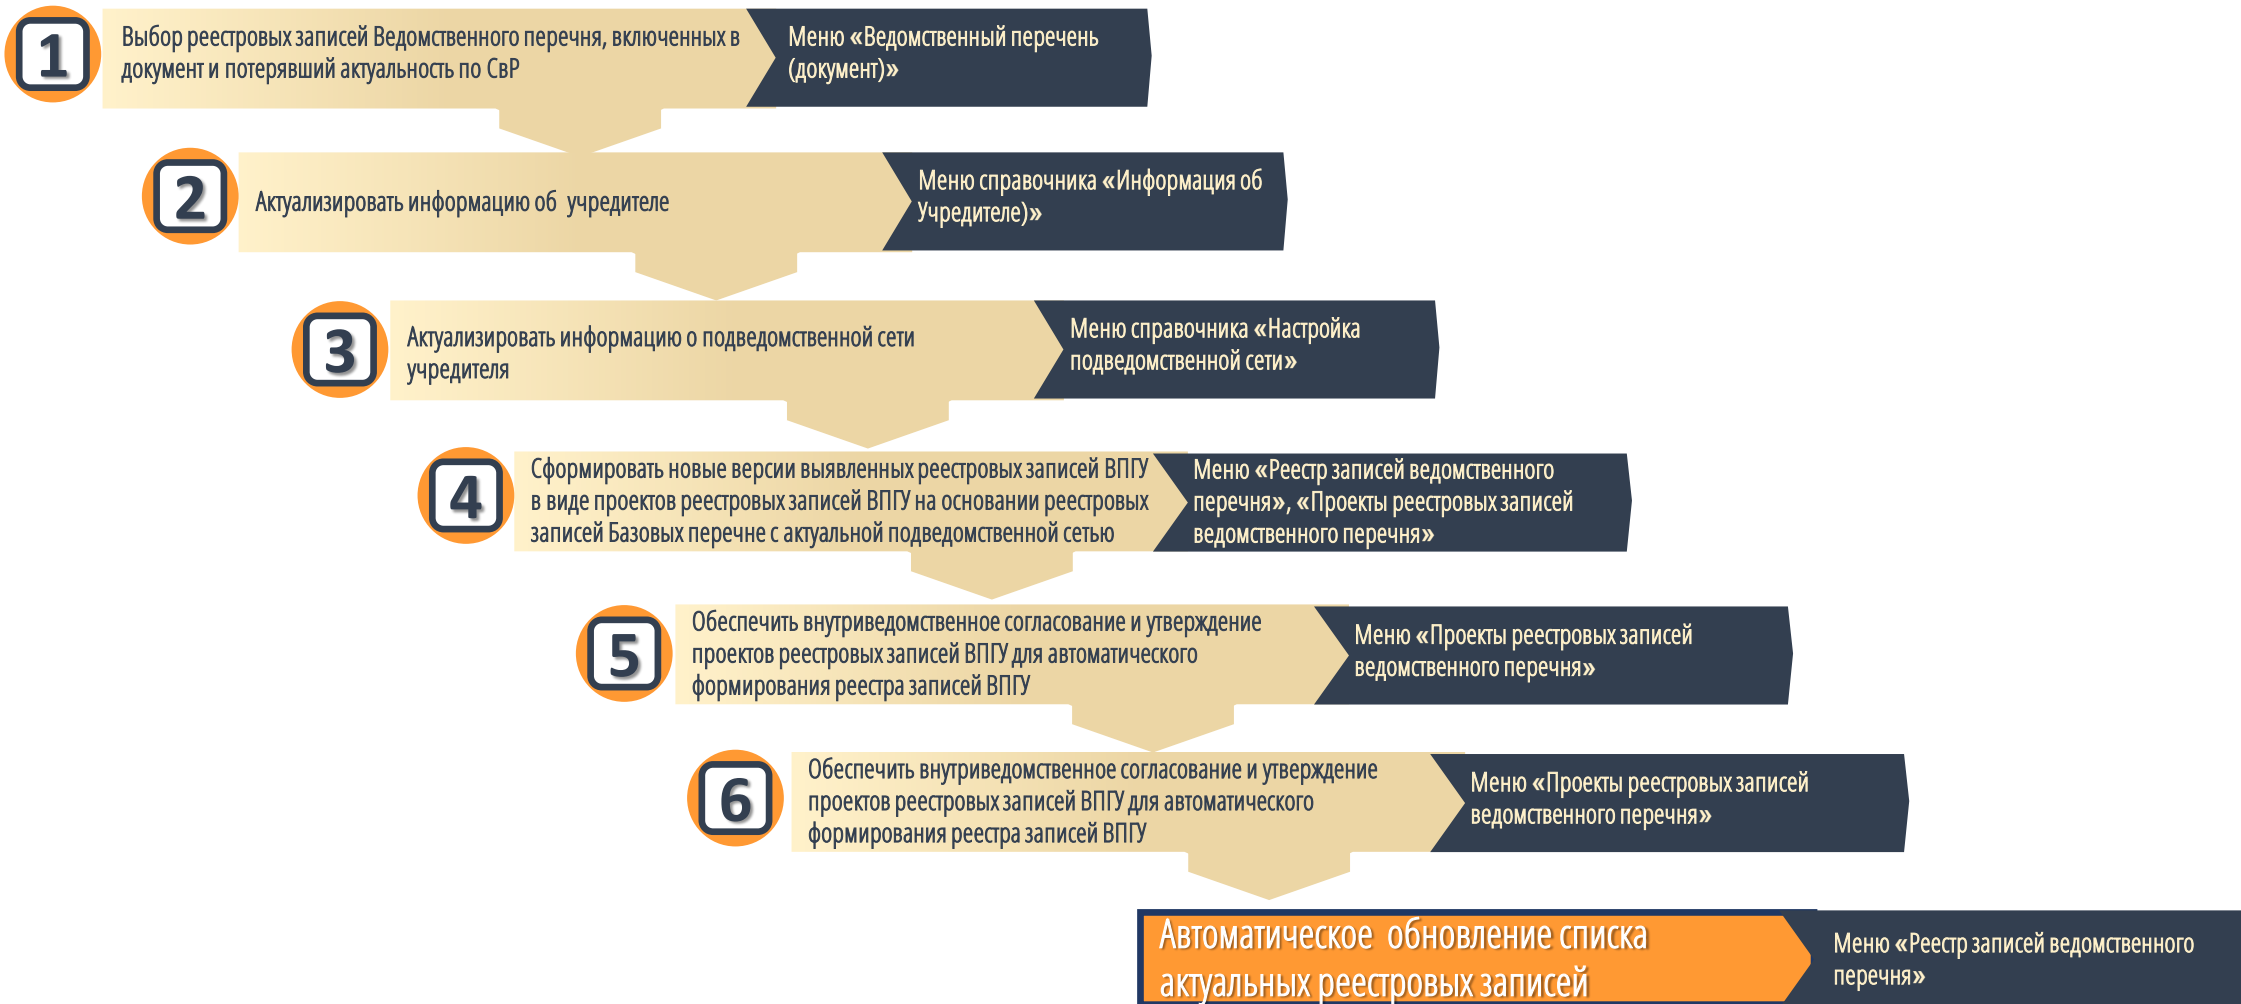 1
Выбор реестровых записей Ведомственного перечня, включенных в
документ и потерявший актуальность по СвР
Меню «Ведомственный перечень
(документ)»
2
Актуализировать информацию об  учредителе
Меню справочника «Информация об
Учредителе)»
3
Актуализировать информацию о подведомственной сети
учредителя
Меню справочника «Настройка
подведомственной сети»
4
Сформировать новые версии выявленных реестровых записей ВПГУ
в виде проектов реестровых записей ВПГУ на основании реестровых
записей Базовых перечне с актуальной подведомственной сетью
Меню «Реестр записей ведомственного
перечня», «Проекты реестровых записей
ведомственного перечня»
5
Обеспечить внутриведомственное согласование и утверждение
проектов реестровых записей ВПГУ для автоматического
формирования реестра записей ВПГУ
Меню «Проекты реестровых записей
ведомственного перечня»
6
Обеспечить внутриведомственное согласование и утверждение
проектов реестровых записей ВПГУ для автоматического
формирования реестра записей ВПГУ
Меню «Проекты реестровых записей
ведомственного перечня»
Автоматическое  обновление списка
актуальных реестровых записей
Меню «Реестр записей ведомственного
перечня»